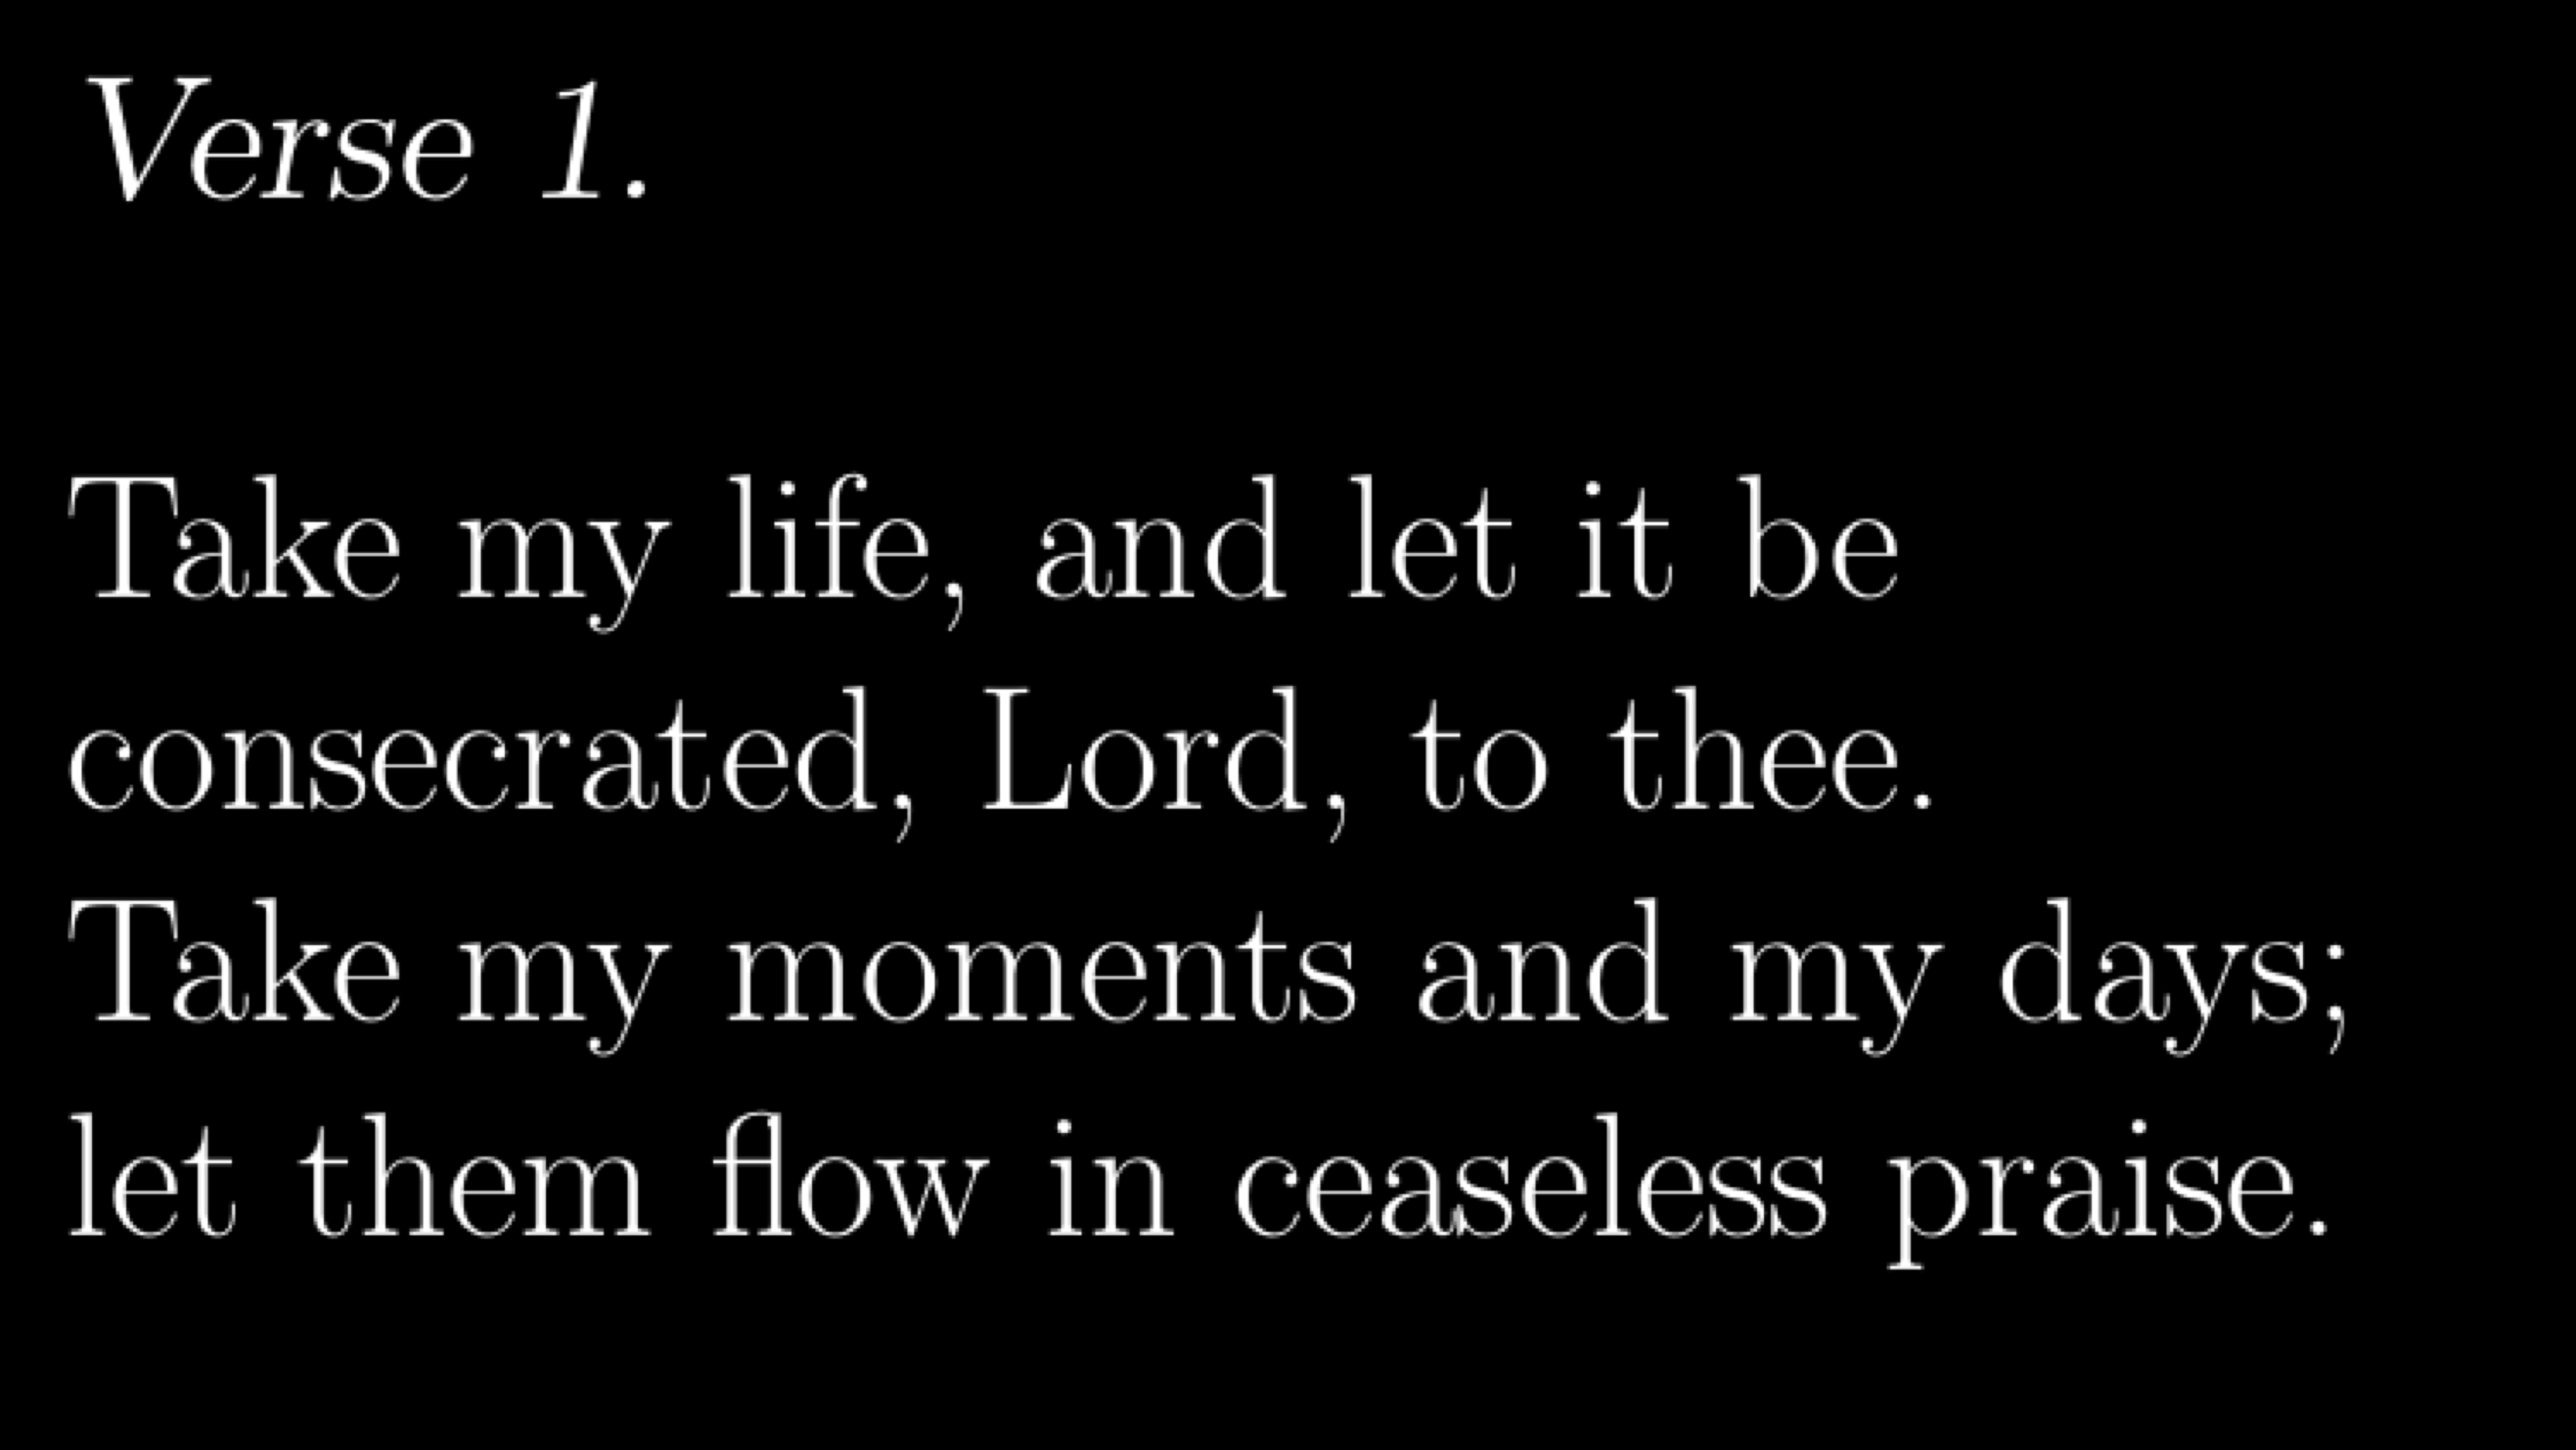 Verse 1.
Take my life, and let it be
consecrated, Lord, to thee.
Take my moments and my days;
let them flow in ceaseless praise.